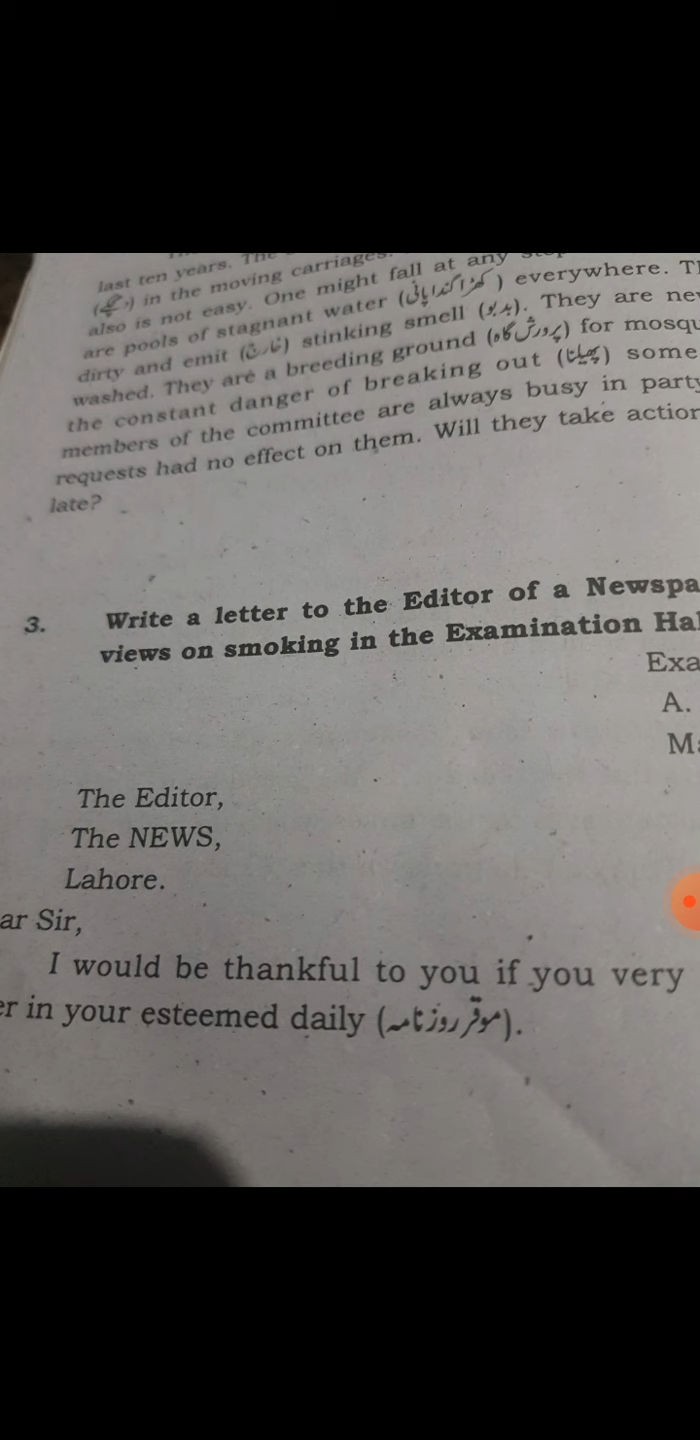 last ten years. The
(دھچکے) in the moving carriages.
also is not easy. One might fall at any
are pools of stagnant water (کھڑا گندا پانی) everywhere. T
dirty and emit (خارج) stinking smell (بدبو). They are nev
washed. They are a breeding ground (پرورش گاہ) for mosqu
the constant danger of breaking out (پھیلنا) some
members of the committee are always busy in party
requests had no effect on them. Will they take action
late?
3. Write a letter to the Editor of a Newspa
views on smoking in the Examination Hal
Exa
A.
Ma
The Editor,
The NEWS,
Lahore.
ar Sir,
I would be thankful to you if you very
er in your esteemed daily (موقر روزنامہ).